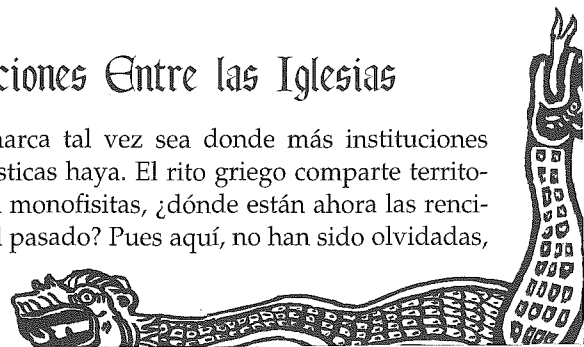 ciones Entre las Iglesias
marca tal vez sea donde más instituciones
sticas haya. El rito griego comparte territo-
monofisitas, ¿dónde están ahora las renci-
pasado? Pues aquí, no han sido olvidadas,